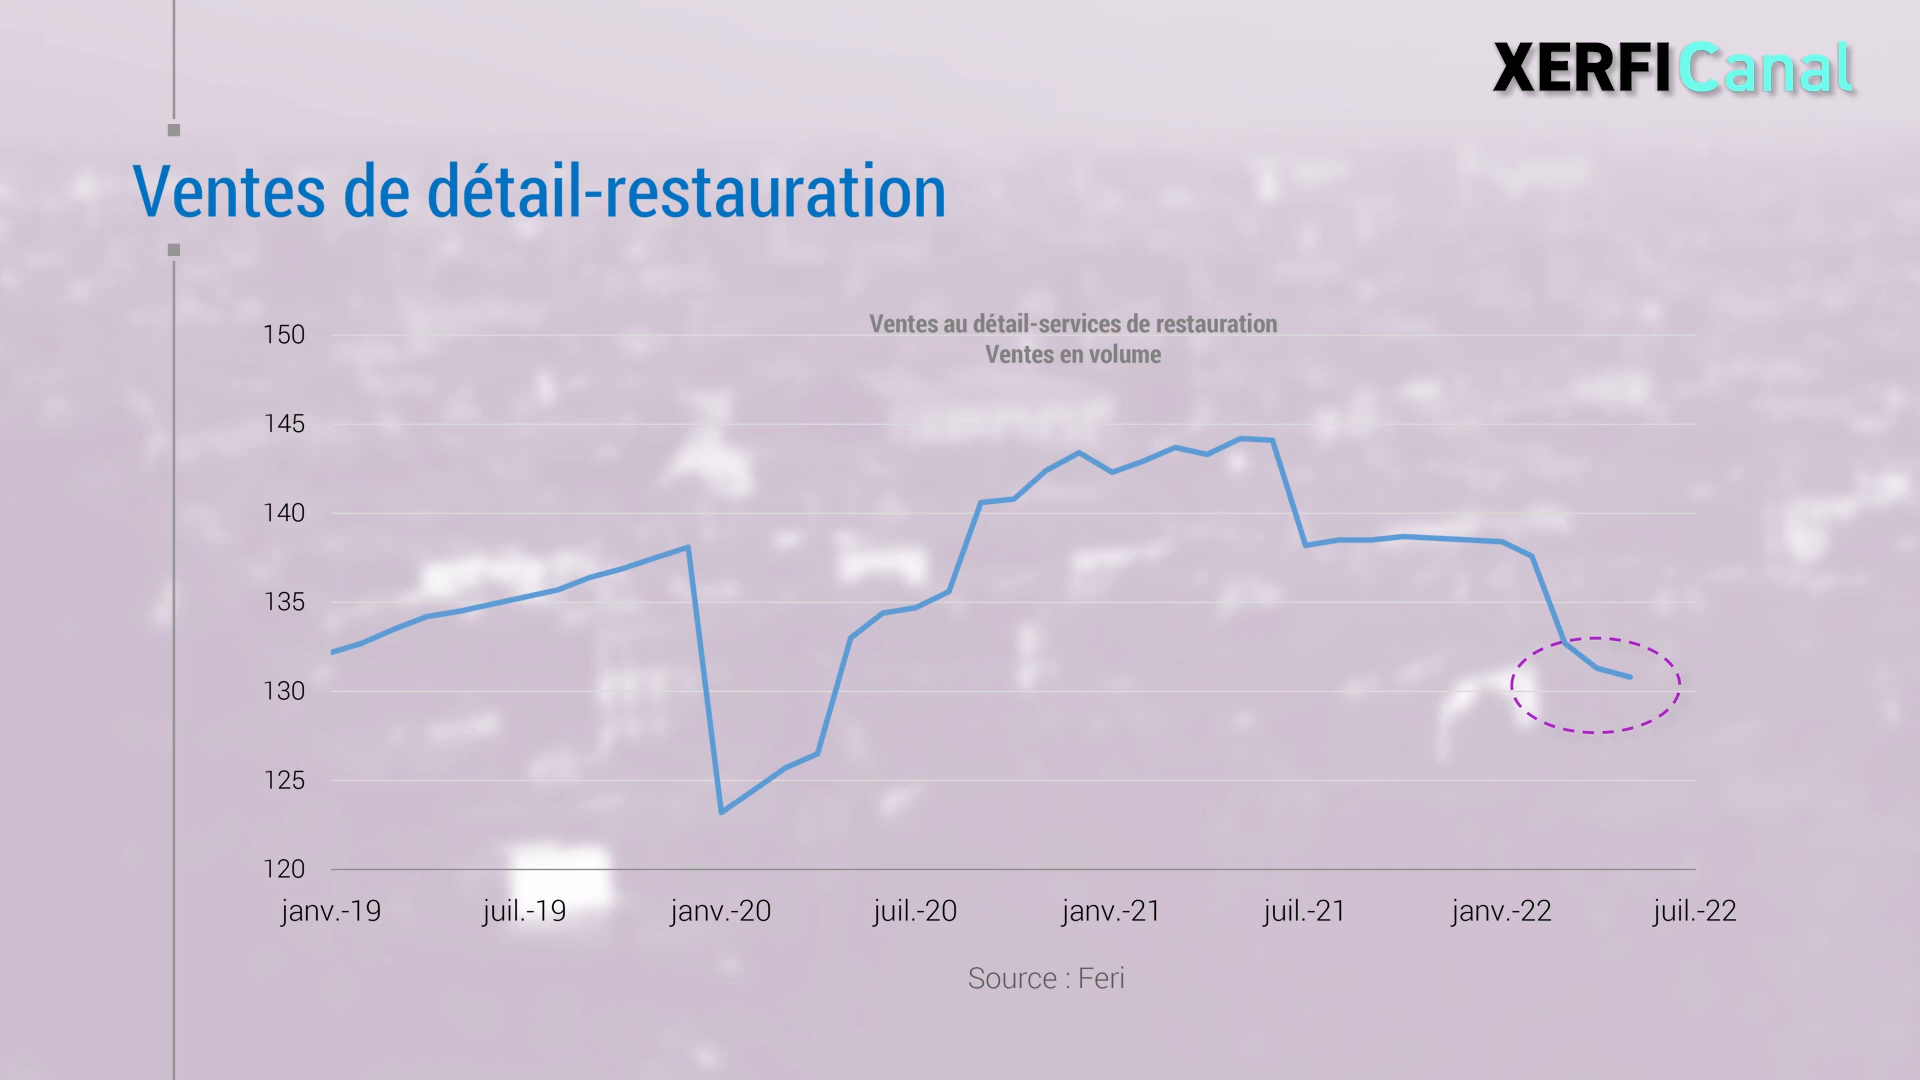 XERFI Canal
Ventes de détail-restauration
Ventes au détail-services de restauration
Ventes en volume
150
145
140
135
130
125
120
janv.-19 juil.-19 janv.-20 juil.-20 janv.-21 juil.-21 janv.-22 juil.-22
Source : Feri